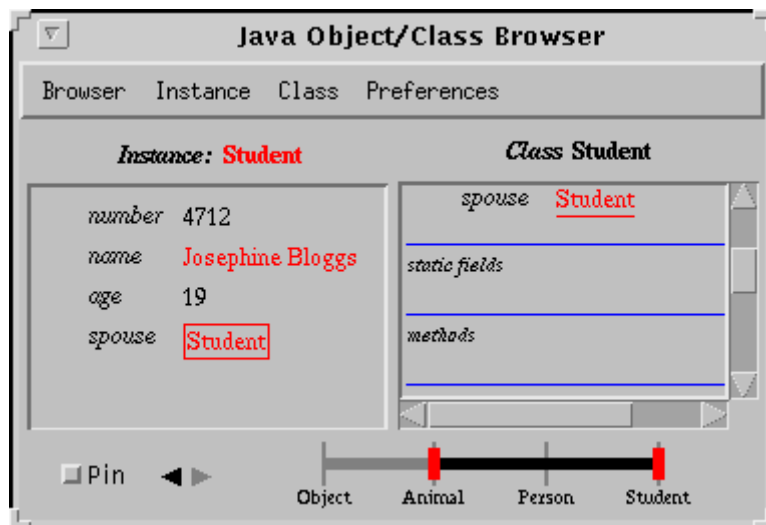 Java Object/Class Browser
Browser Instance Class Preferences
Instance: Student
number 4712
name Josephine Bloggs
age 19
spouse Student
Class Student
spouse Student
static fields
methods
Pin
Object Animal Person Student